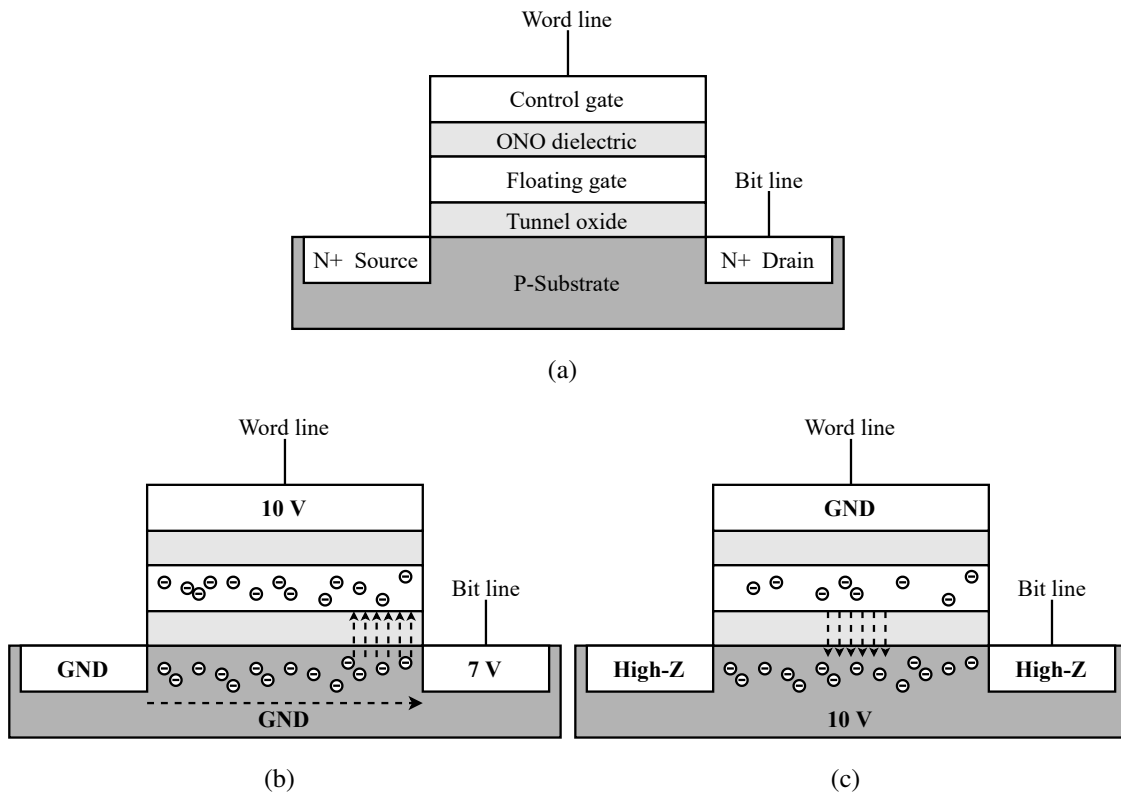 Word line
Control gate
ONO dielectric
Floating gate
Bit line
Tunnel oxide
N+ Source
N+ Drain
P-Substrate
(a)
Word line
10 V
Bit line
GND
7 V
GND
(b)
Word line
GND
Bit line
High-Z
High-Z
10 V
(c)